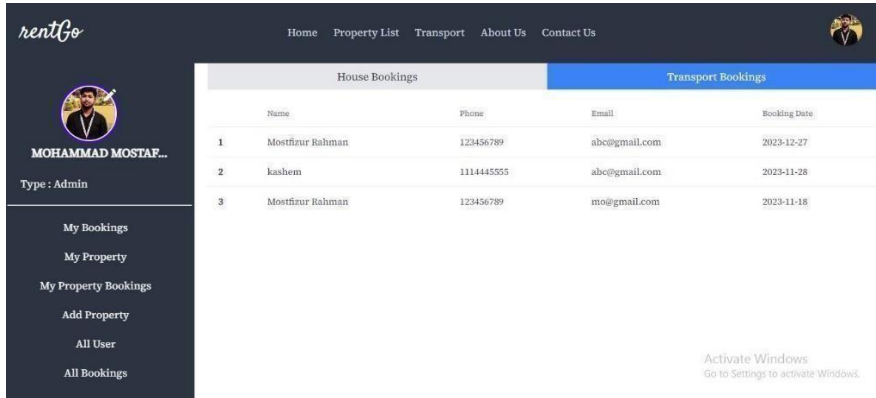 rentGo
Home Property List Transport About Us Contact Us
MOHAMMAD MOSTAF...
Type : Admin
My Bookings
My Property
My Property Bookings
Add Property
All User
All Bookings
House Bookings Transport Bookings
Name Phone Email Booking Date
1 Mostfizur Rahman 123456789 abc@gmail.com 2023-12-27
2 kashem 1114445555 abc@gmail.com 2023-11-28
3 Mostfizur Rahman 123456789 mo@gmail.com 2023-11-18
Activate Windows
Go to Settings to activate Windows.